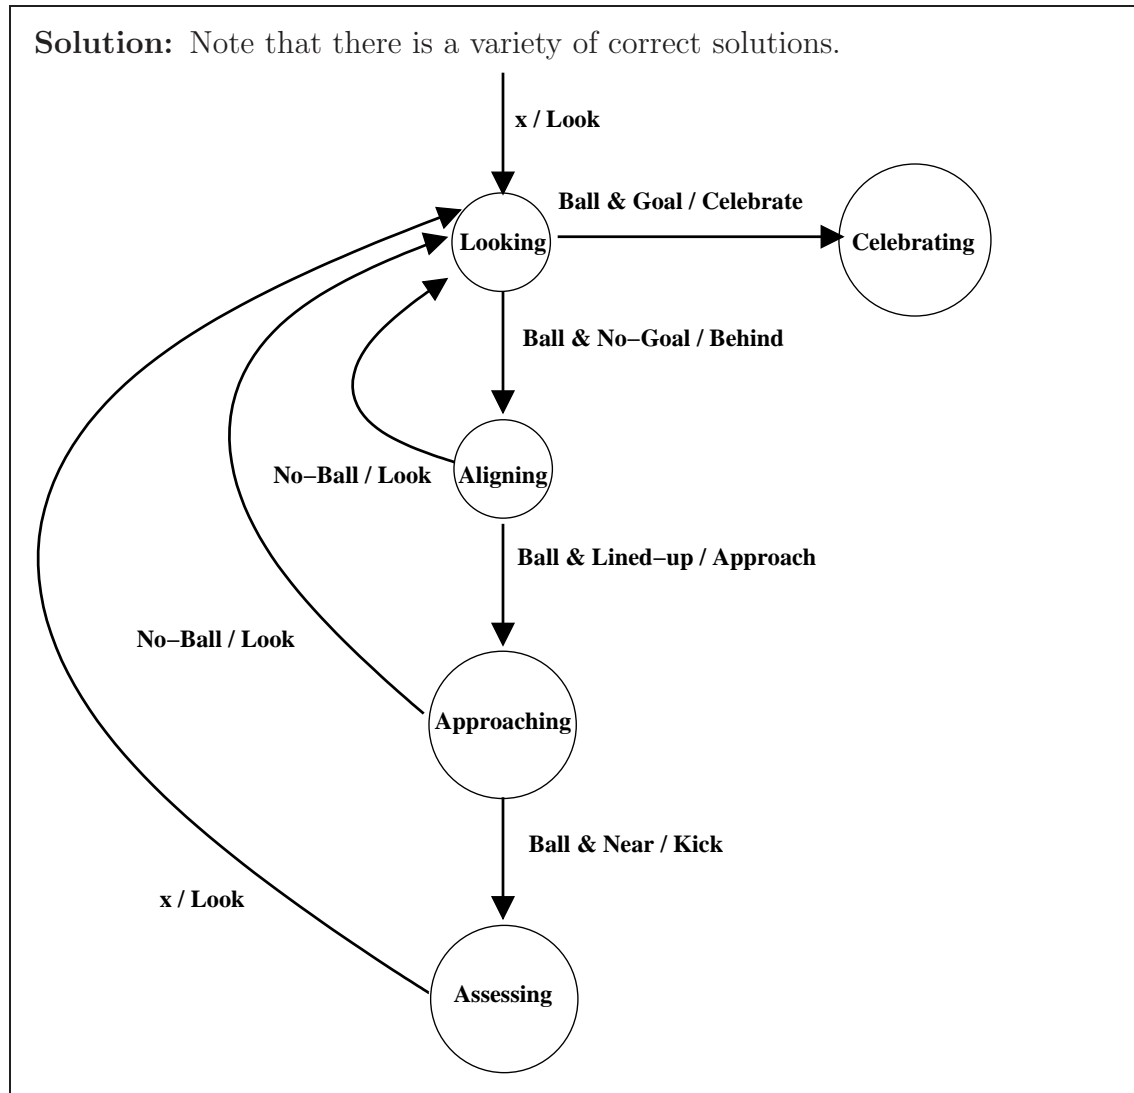 Solution: Note that there is a variety of correct solutions.
x / Look
Ball & Goal / Celebrate
Looking
Celebrating
Ball & No−Goal / Behind
No−Ball / Look
Aligning
Ball & Lined−up / Approach
No−Ball / Look
Approaching
Ball & Near / Kick
x / Look
Assessing